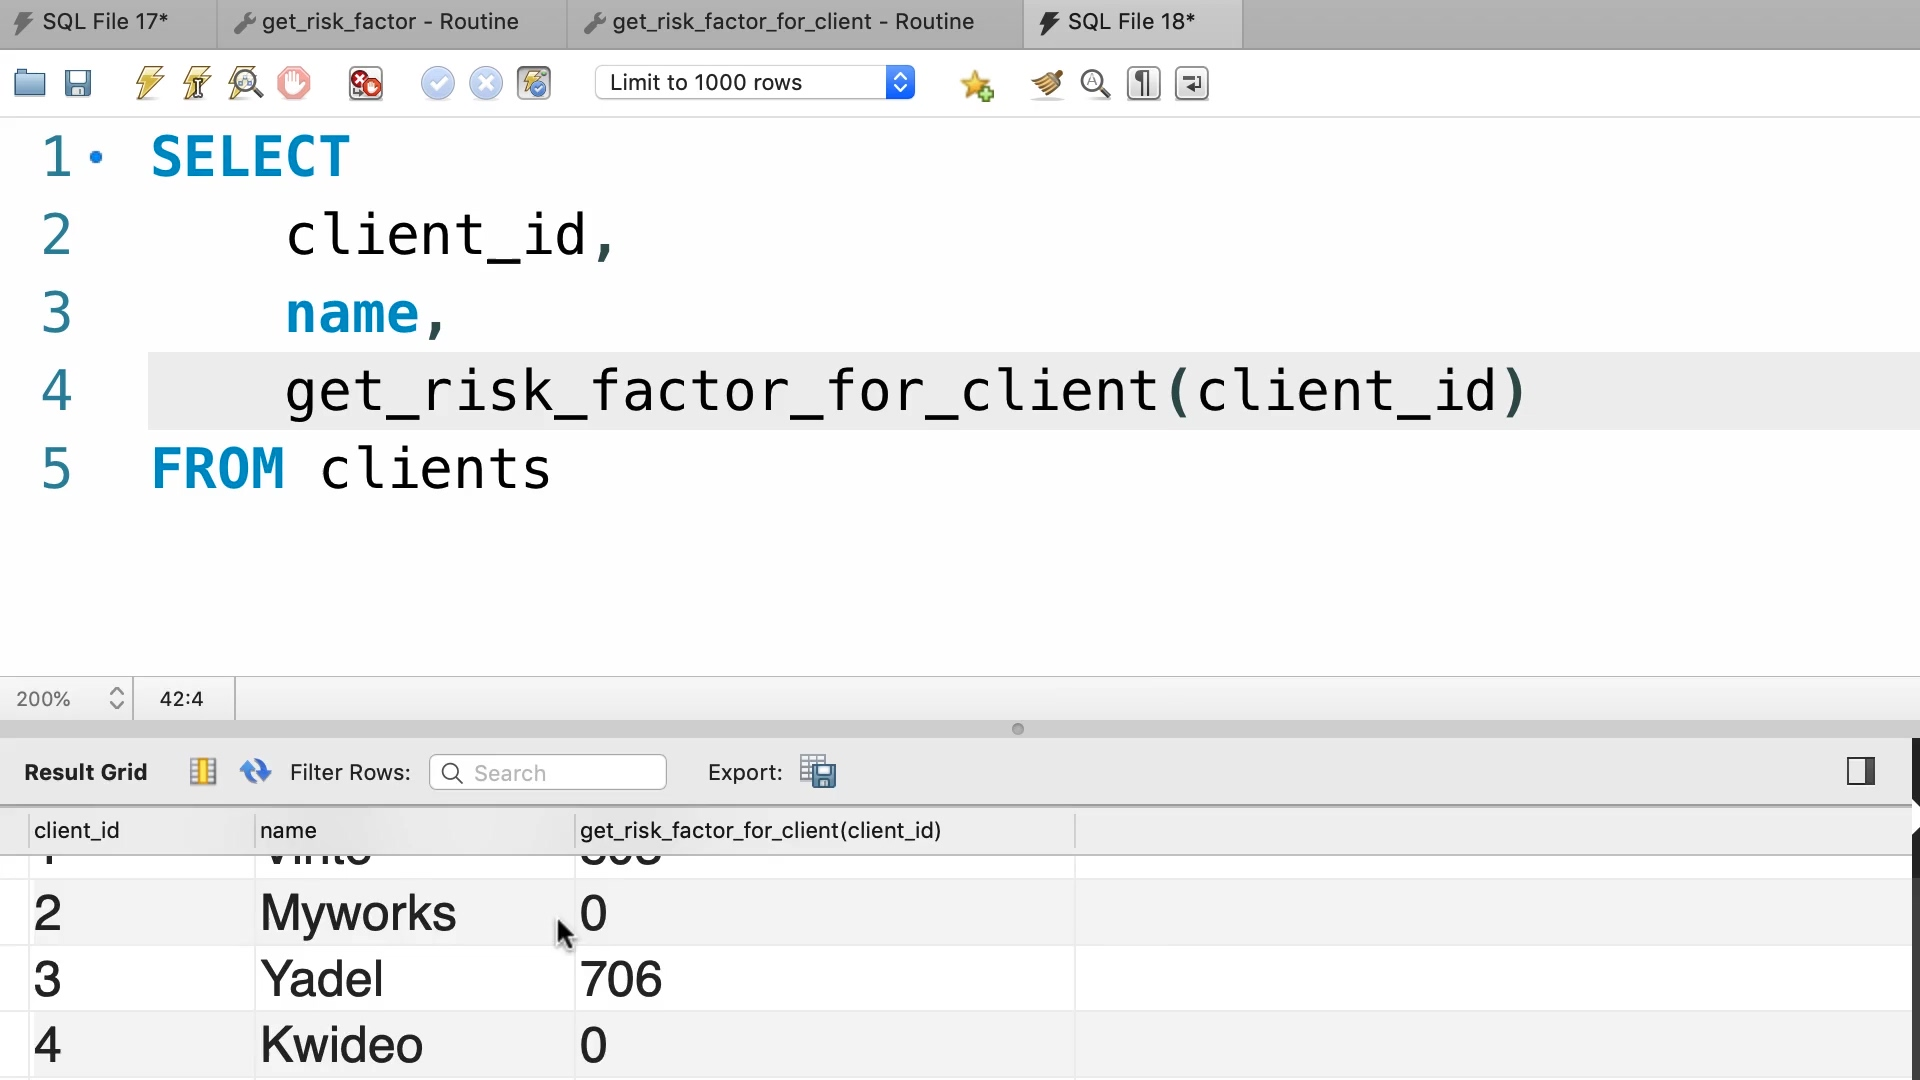 SQL File 17*
get_risk_factor - Routine
get_risk_factor_for_client - Routine
SQL File 18*
Limit to 1000 rows
1 SELECT
2 client_id,
3 name,
4 get_risk_factor_for_client(client_id)
5 FROM clients
200% 42:4
Result Grid Filter Rows: Search Export:
client_id name get_risk_factor_for_client(client_id)
2 Myworks 0
3 Yadel 706
4 Kwideo 0